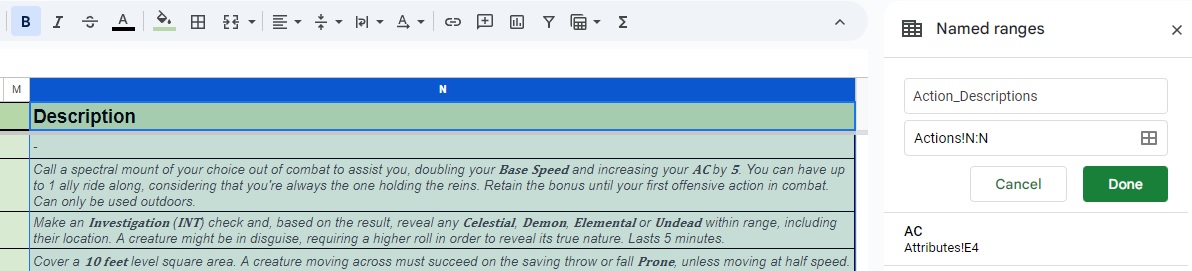 B I S A Σ
Named ranges
Action_Descriptions
Actions!N:N
Cancel Done
AC
Attributes!E4
M N
Description
-
Call a spectral mount of your choice out of combat to assist you, doubling your Base Speed and increasing your AC by 5. You can have up
to 1 ally ride along, considering that you're always the one holding the reins. Retain the bonus until your first offensive action in combat.
Can only be used outdoors.
Make an Investigation (INT) check and, based on the result, reveal any Celestial, Demon, Elemental or Undead within range, including
their location. A creature might be in disguise, requiring a higher roll in order to reveal its true nature. Lasts 5 minutes.
Cover a 10 feet level square area. A creature moving across must succeed on the saving throw or fall Prone, unless moving at half speed.